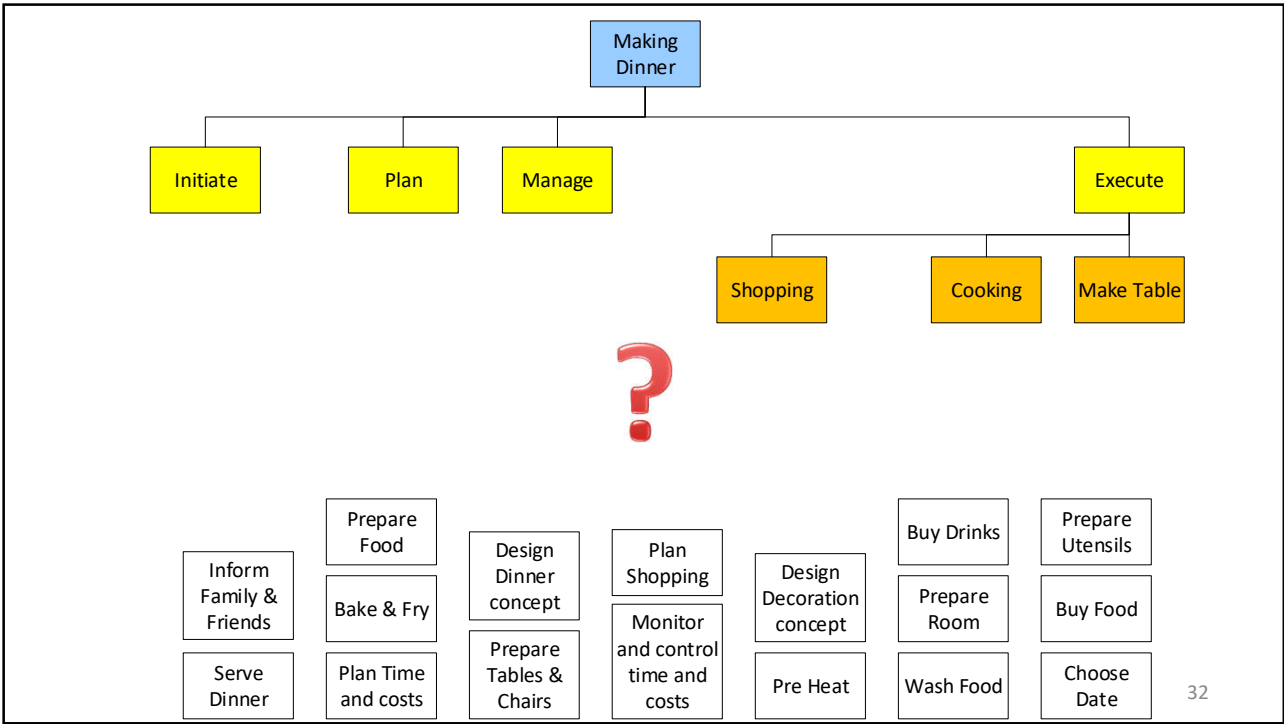 Making
Dinner
Initiate
Plan
Manage
Execute
Shopping
Cooking
Make Table
Inform
Family &
Friends
Serve
Dinner
Prepare
Food
Bake & Fry
Plan Time
and costs
Design
Dinner
concept
Prepare
Tables &
Chairs
Plan
Shopping
Monitor
and control
time and
costs
Design
Decoration
concept
Pre Heat
Buy Drinks
Prepare
Room
Wash Food
Prepare
Utensils
Buy Food
Choose
Date
32